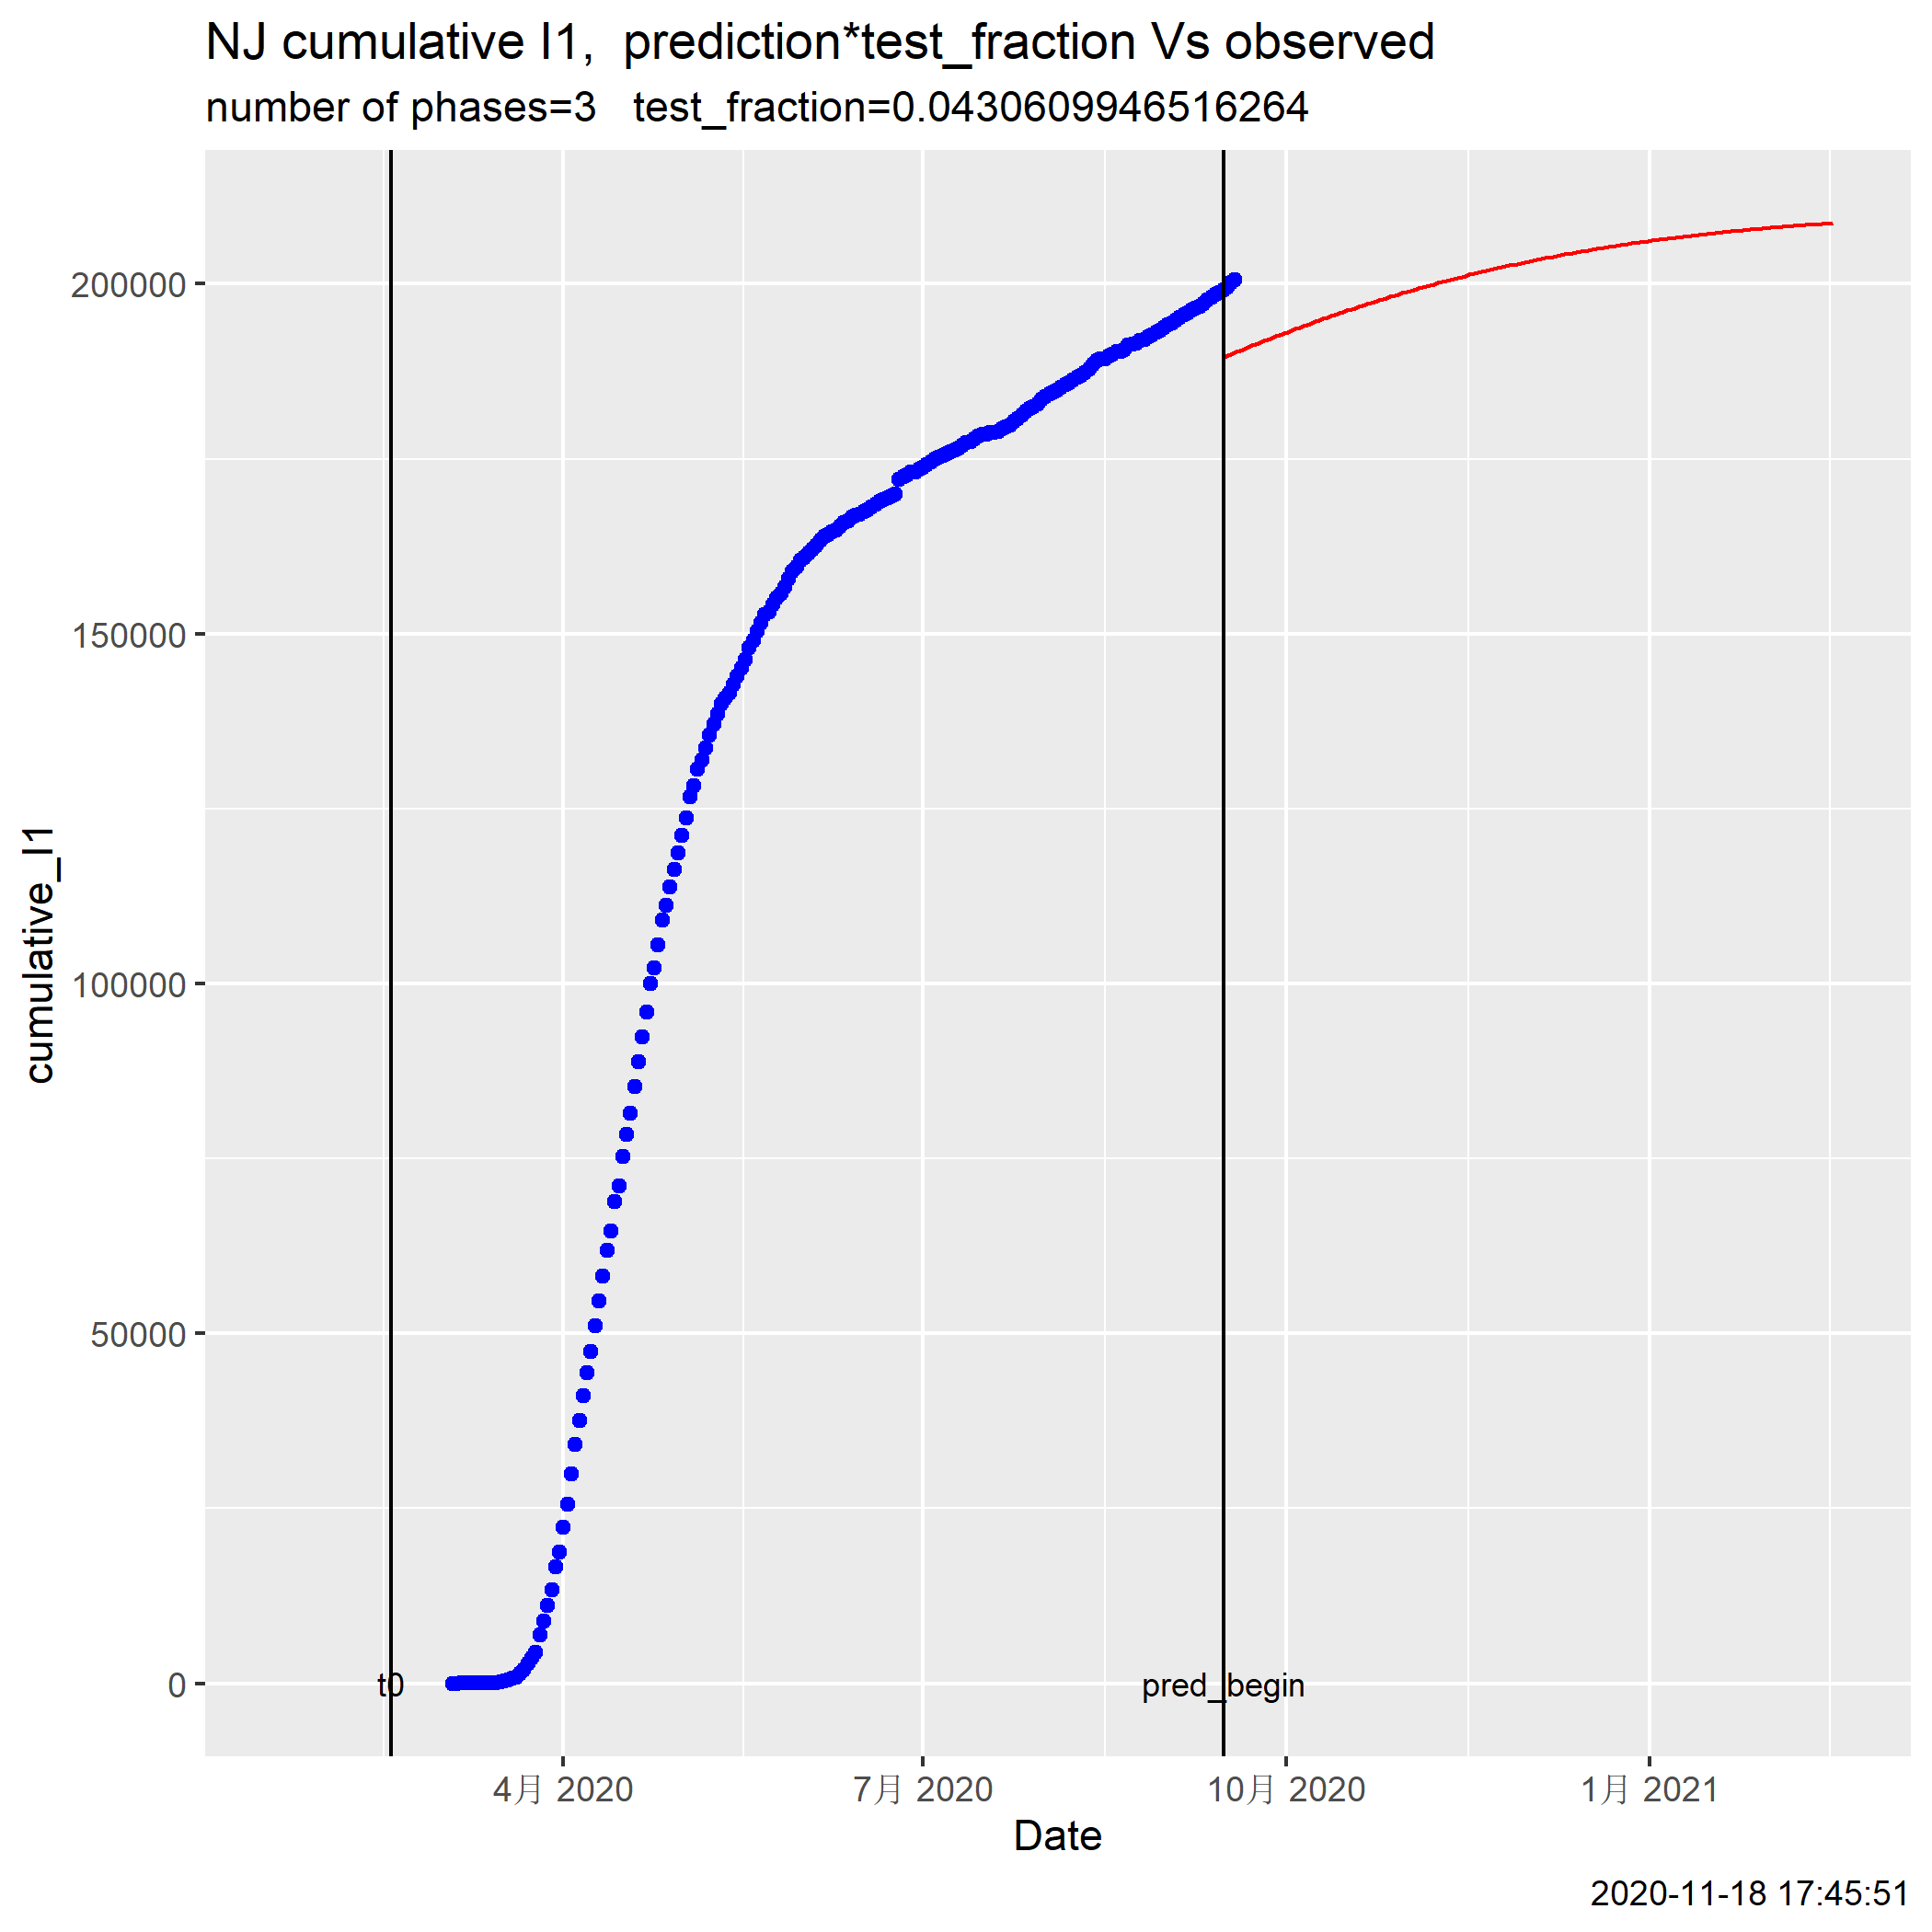 NJ cumulative I1,  prediction*test_fraction Vs observed
number of phases=3   test_fraction=0.0430609946516264
cumulative_I1
200000
150000
100000
50000
0
t0
pred_begin
4月 2020
7月 2020
10月 2020
1月 2021
Date
2020-11-18 17:45:51